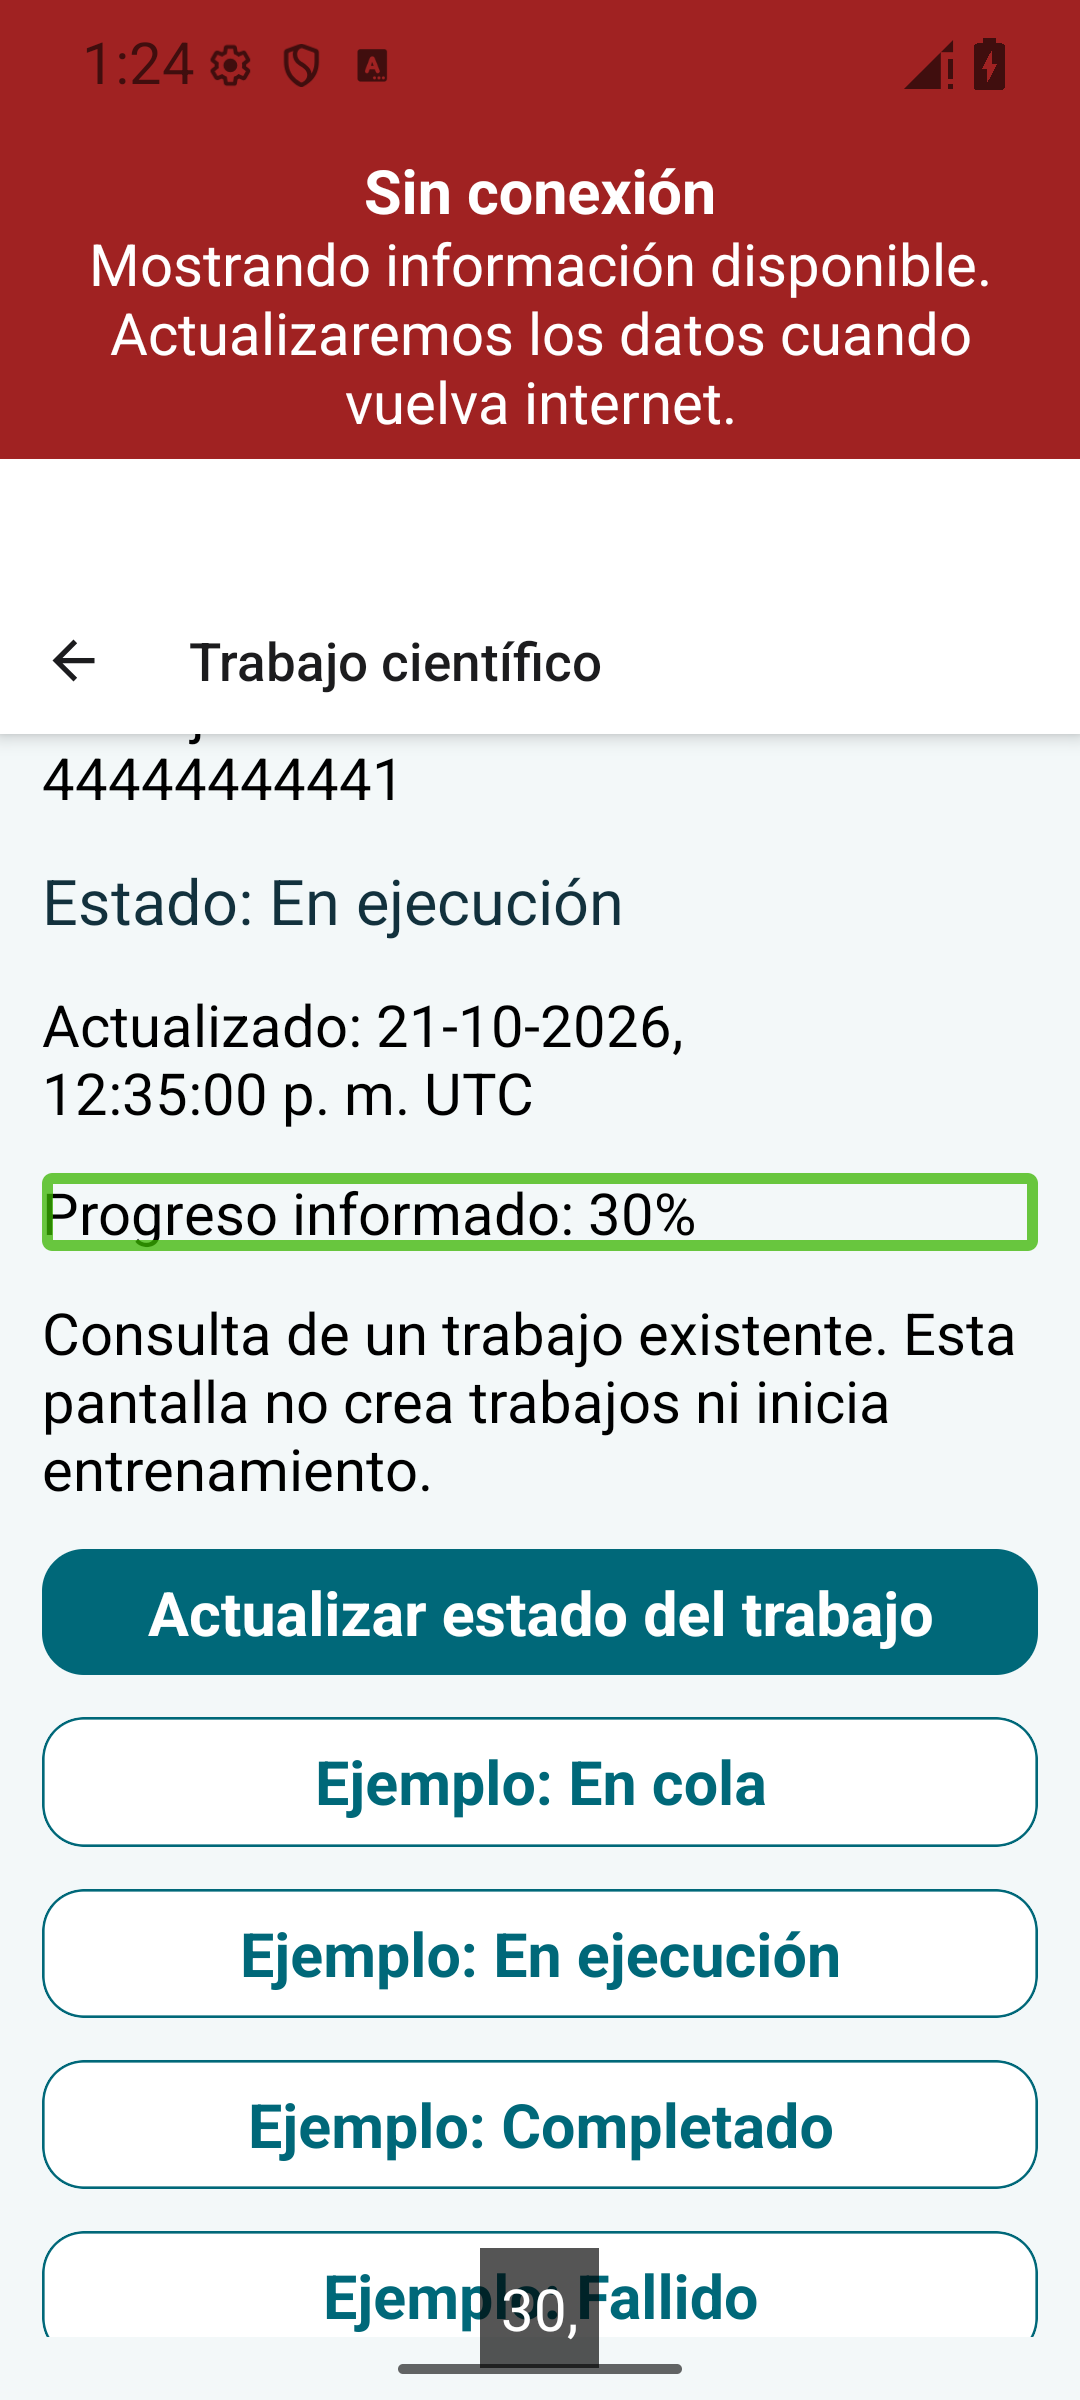 1:24
Sin conexión
Mostrando información disponible.
Actualizaremos los datos cuando
vuelva internet.
Trabajo científico
44444444441
Estado: En ejecución
Actualizado: 21-10-2026,
12:35:00 p. m. UTC
Progreso informado: 30%
Consulta de un trabajo existente. Esta
pantalla no crea trabajos ni inicia
entrenamiento.
Actualizar estado del trabajo
Ejemplo: En cola
Ejemplo: En ejecución
Ejemplo: Completado
Ejemplo: Fallido
30,